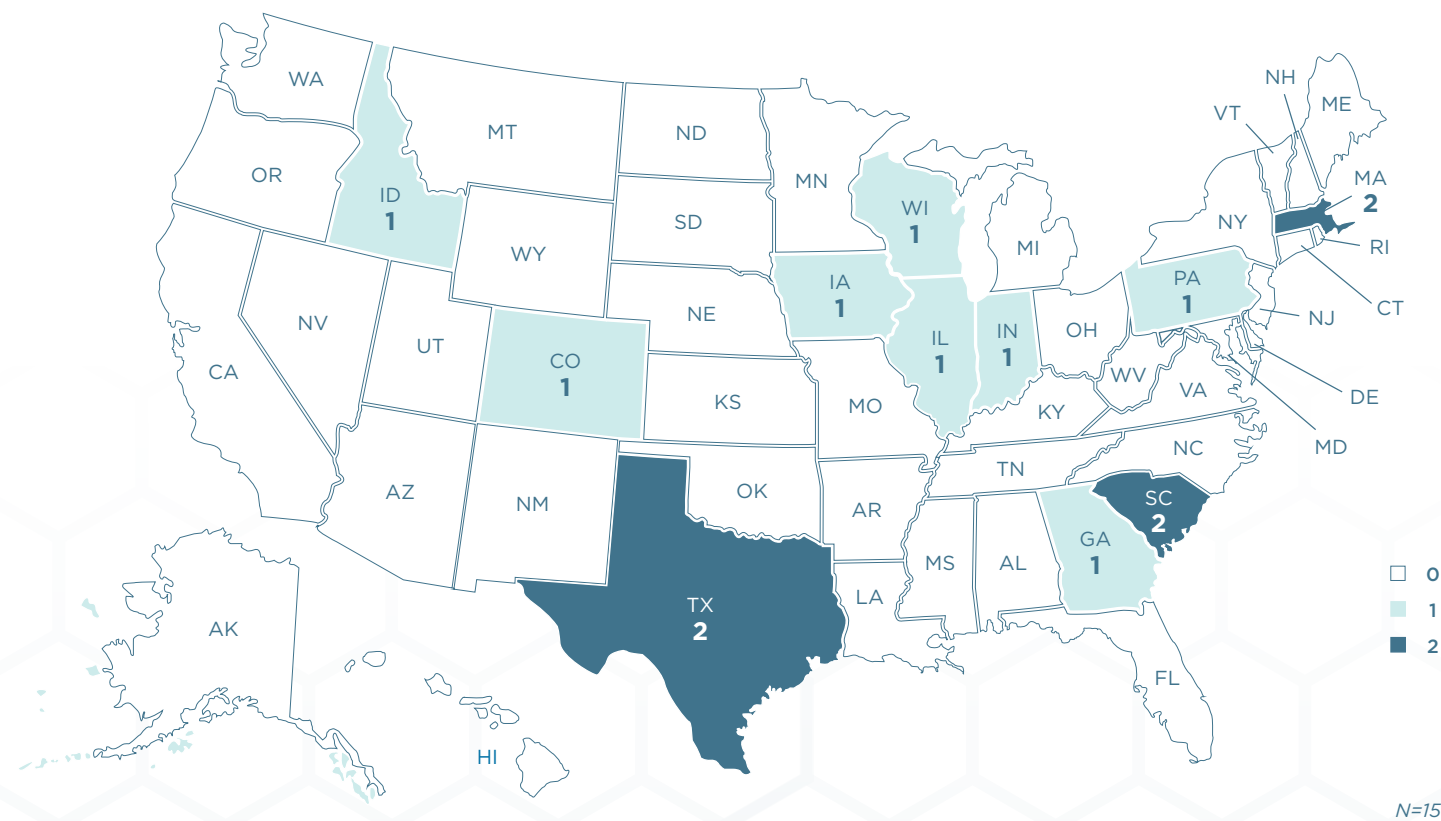 NH
WA
ME
VT
MT
ND
OR
MN
MA
2
ID
1
WI
1
SD
NY
MI
RI
WY
IA
1
PA
1
CT
NE
NV
NJ
OH
IL
1
IN
1
UT
CO
1
CA
WV
VA
DE
KS
MO
KY
MD
NC
TN
AZ
OK
NM
AR
SC
2
GA
1
MS
AL
0
LA
TX
2
1
AK
2
FL
HI
N=15